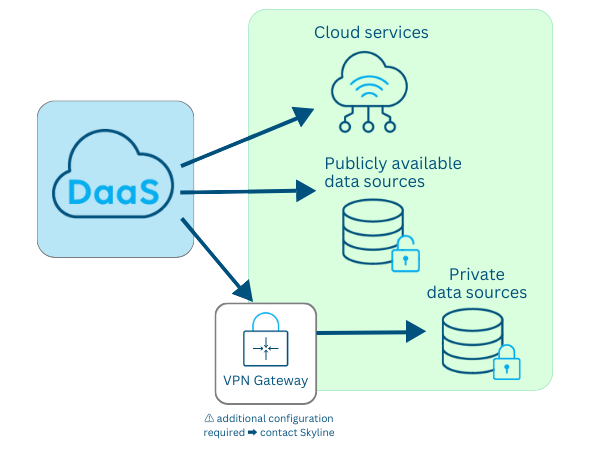 Cloud services
Publicly available
data sources
DaaS
Private
data sources
VPN Gateway
⚠ additional configuration
required ➡ contact Skyline